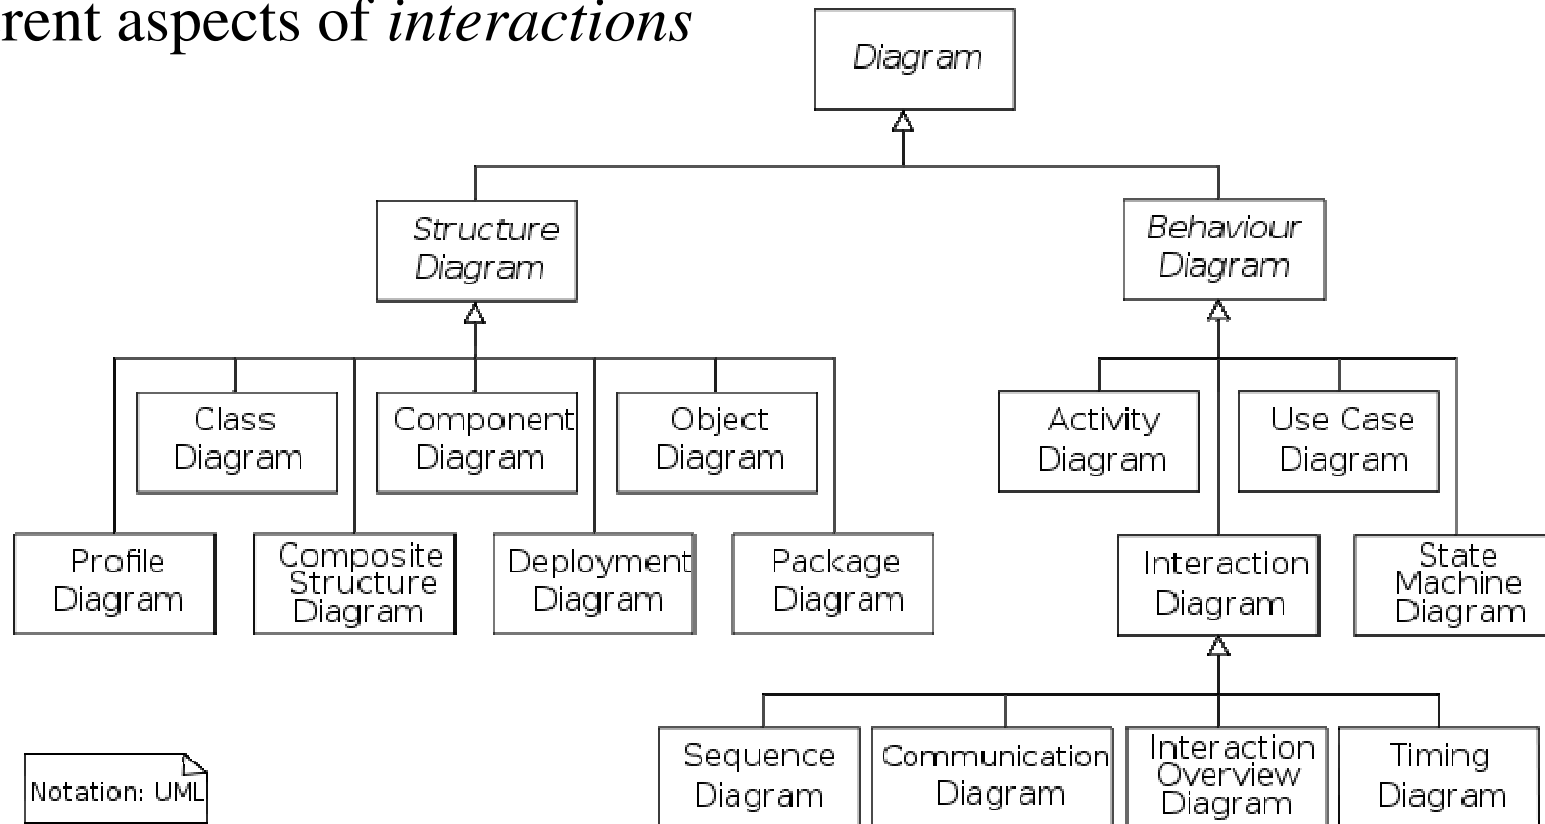 rent aspects of interactions
Diagram
Structure
Diagram
Behaviour
Diagram
Class
Diagram
Component
Diagram
Object
Diagram
Activity
Diagram
Use Case
Diagram
Profile
Diagram
Composite
Structure
Diagram
Deployment
Diagram
Package
Diagram
Interaction
Diagram
State
Machine
Diagram
Sequence
Diagram
Communication
Diagram
Interaction
Overview
Diagram
Timing
Diagram
Notation: UML